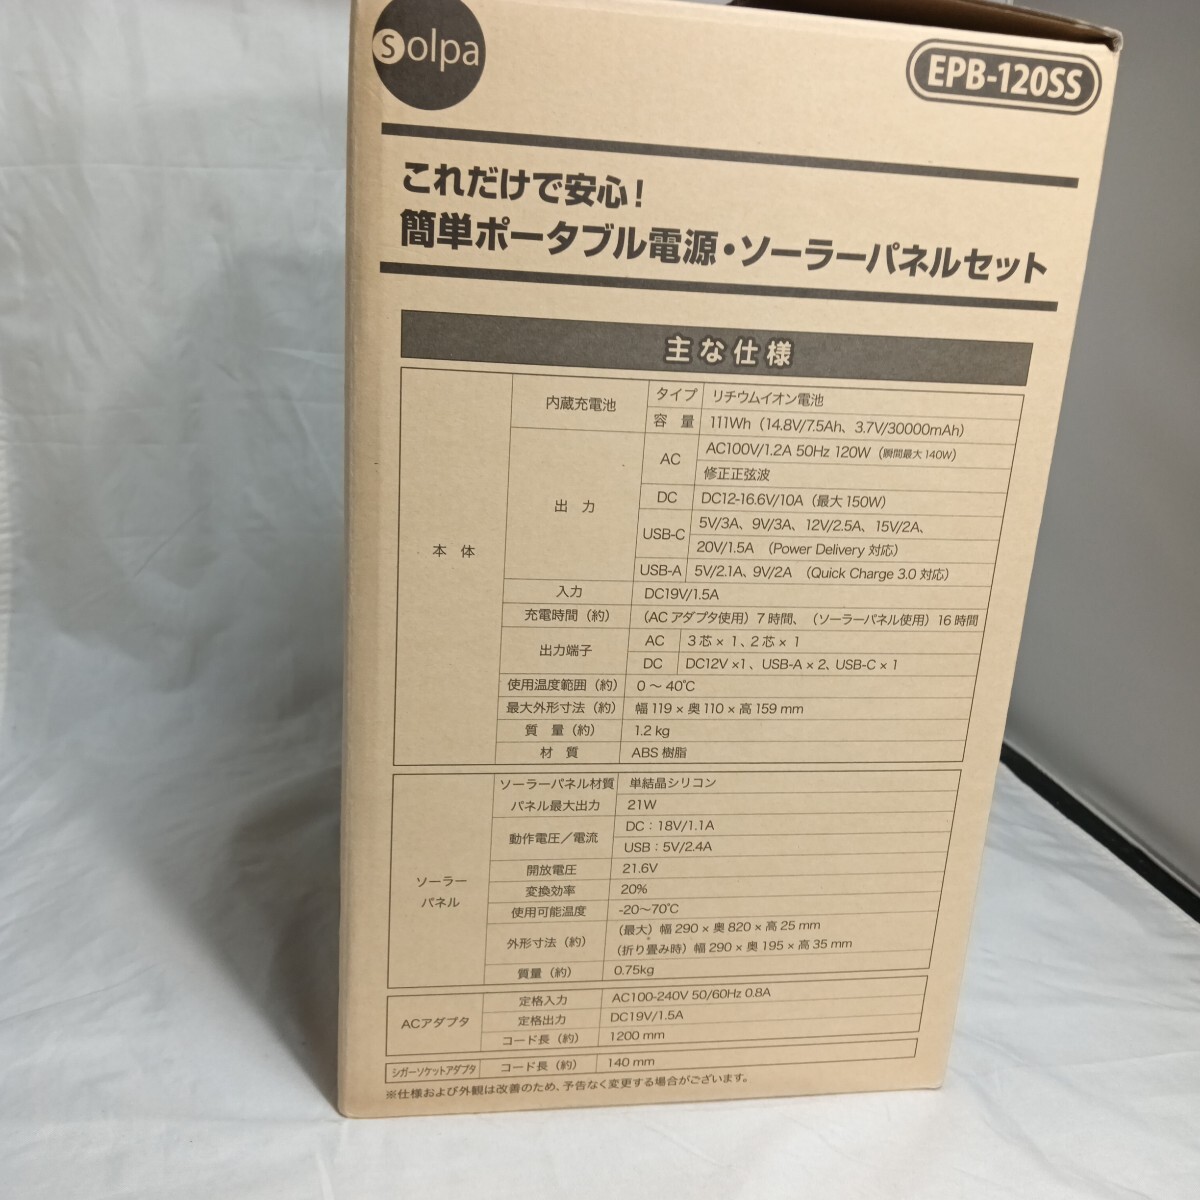 solpa
EPB-120SS
これだけで安心!
簡単ポータブル電源・ソーラーパネルセット
主な仕様
本 体
内蔵充電池
タイプ
リチウムイオン電池
容 量
111Wh（14.8V/7.5Ah、3.7V/30000mAh）
出 力
AC
AC100V/1.2A 50Hz 120W（瞬間最大 140W）
修正正弦波
DC
DC12-16.6V/10A（最大 150W）
USB-C
5V/3A、9V/3A、12V/2.5A、15V/2A、
20V/1.5A （Power Delivery 対応）
USB-A
5V/2.1A、9V/2A （Quick Charge 3.0 対応）
入力
DC19V/1.5A
充電時間（約）
（AC アダプタ使用）7 時間、（ソーラーパネル使用）16 時間
出力端子
AC
3 芯 × 1、2 芯 × 1
DC
DC12V ×1 、USB-A × 2、USB-C × 1
使用温度範囲（約）
0 ～ 40℃
最大外形寸法（約）
幅 119 × 奥 110 × 高 159 mm
質 量（約）
1.2 kg
材 質
ABS 樹脂
ソーラー
パネル
ソーラーパネル材質
単結晶シリコン
パネル最大出力
21W
動作電圧／電流
DC：18V/1.1A
USB：5V/2.4A
開放電圧
21.6V
変換効率
20%
使用可能温度
-20～70℃
外形寸法（約）
（最大）幅 290 × 奥 820 × 高 25 mm
（折り畳み時）幅 290 × 奥 195 × 高 35 mm
質量（約）
0.75kg
ACアダプタ
定格入力
AC100-240V 50/60Hz 0.8A
定格出力
DC19V/1.5A
コード長（約）
1200 mm
シガーソケットアダプタ
コード長（約）
140 mm
※仕様および外観は改善のため、予告なく変更する場合がございます。